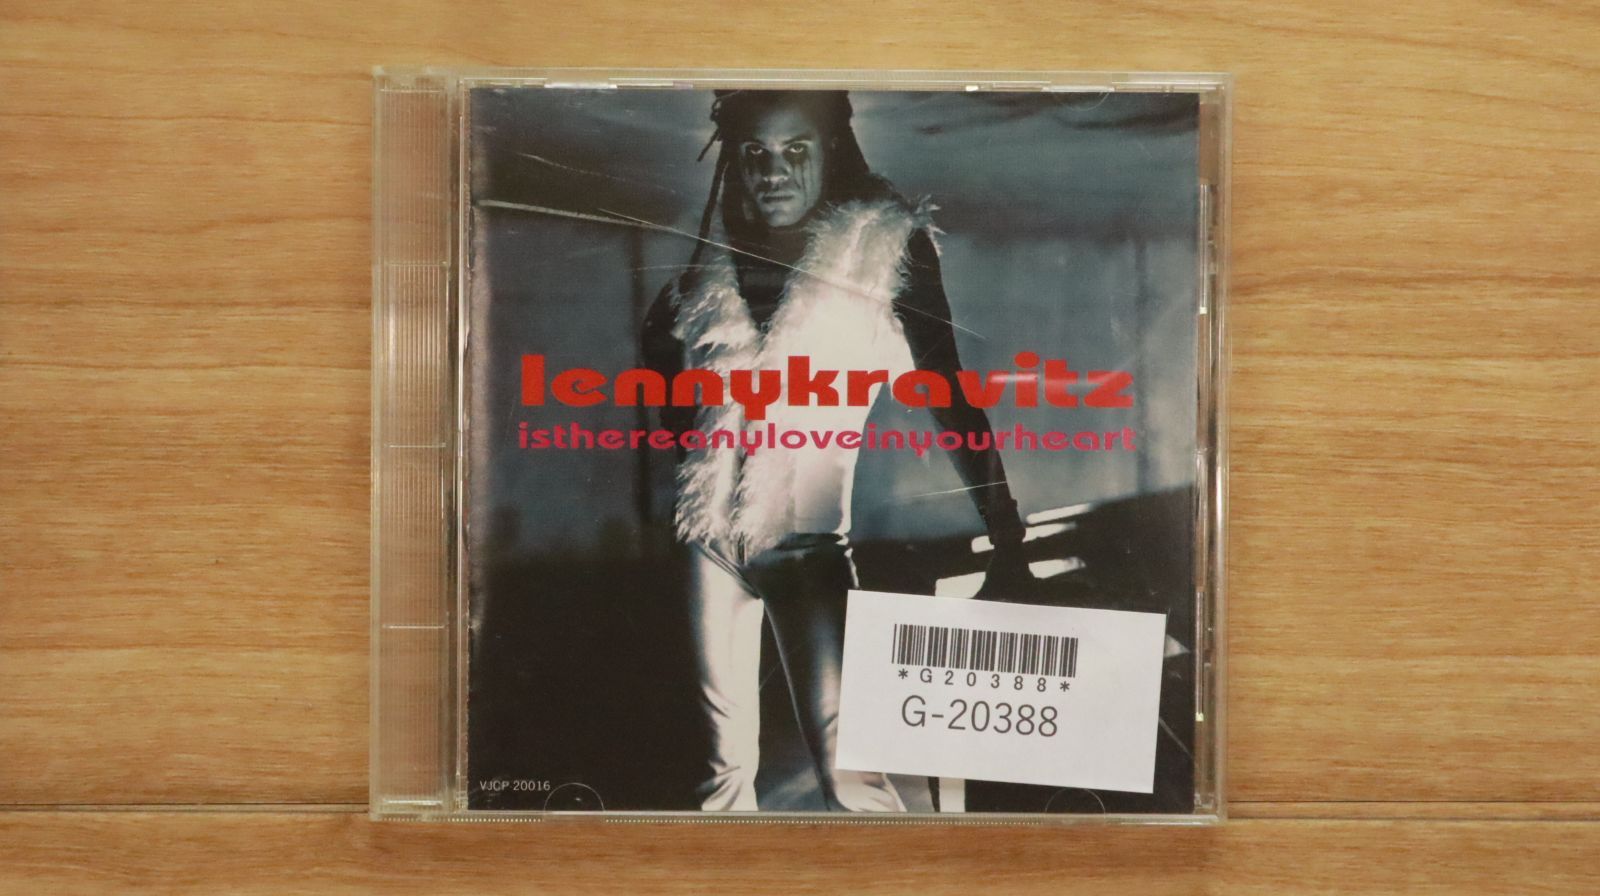 lennykravitz
isthereanyloveinyourheart
*G20388*
G-20388
VJCP 20016